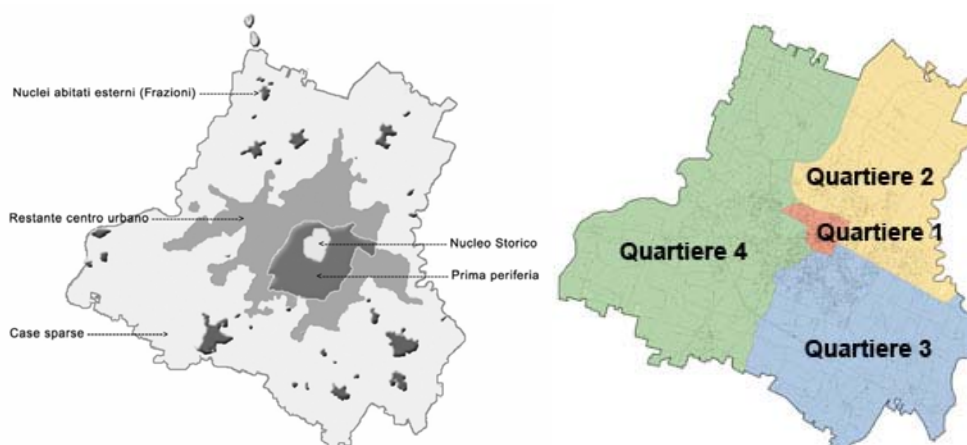 Nuclei abitati esterni (Frazioni)
Restante centro urbano
Nucleo Storico
Prima periferia
Case sparse
Quartiere 2
Quartiere 1
Quartiere 4
Quartiere 3